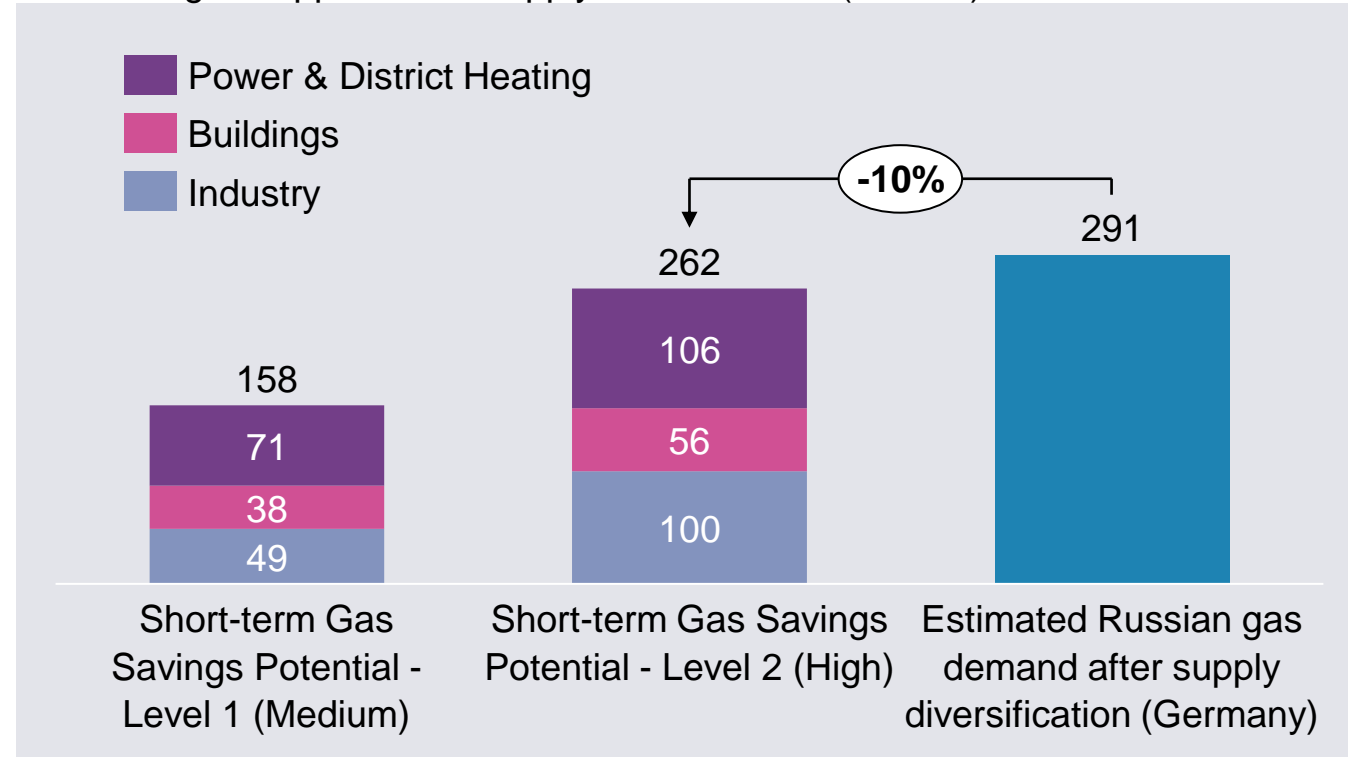 Power & District Heating
Buildings
Industry
-10%
291
262
158
106
71
56
38
100
49
Short-term Gas
Savings Potential -
Level 1 (Medium)
Short-term Gas Savings
Potential - Level 2 (High)
Estimated Russian gas
demand after supply
diversification (Germany)